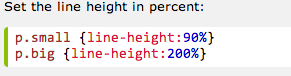 Set the line height in percent:
p.small {line-height:90%}
p.big {line-height:200%}